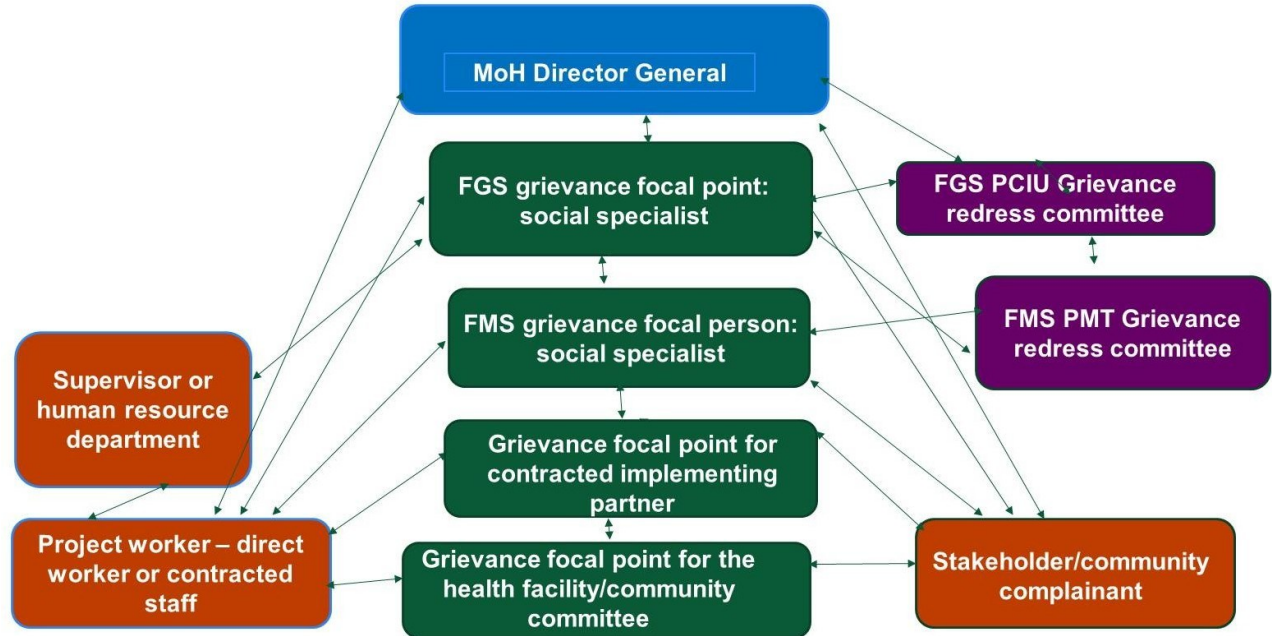 MoH Director General
FGS grievance focal point:
social specialist
FGS PCIU Grievance
redress committee
FMS grievance focal person:
social specialist
FMS PMT Grievance
redress committee
Supervisor or
human resource
department
Grievance focal point for
contracted implementing
partner
Project worker – direct
worker or contracted
staff
Grievance focal point for the
health facility/community
committee
Stakeholder/community
complainant